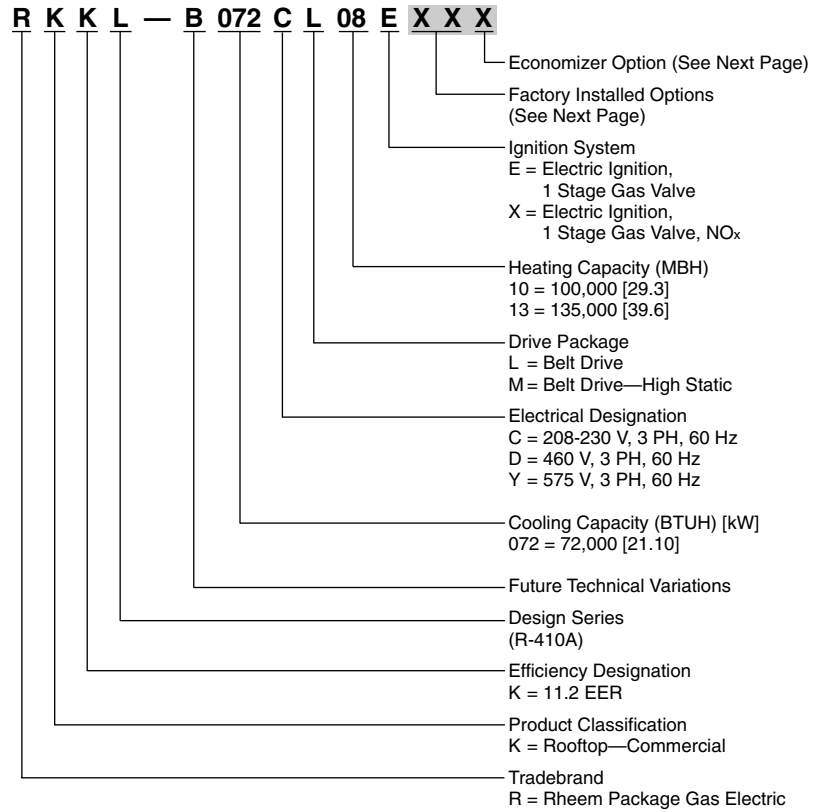 R K K L — B 072 C L 08 E X X X
Economizer Option (See Next Page)
Factory Installed Options
(See Next Page)
Ignition System
E = Electric Ignition,
1 Stage Gas Valve
X = Electric Ignition,
1 Stage Gas Valve, NOx
Heating Capacity (MBH)
10 = 100,000 [29.3]
13 = 135,000 [39.6]
Drive Package
L = Belt Drive
M = Belt Drive—High Static
Electrical Designation
C = 208-230 V, 3 PH, 60 Hz
D = 460 V, 3 PH, 60 Hz
Y = 575 V, 3 PH, 60 Hz
Cooling Capacity (BTUH) [kW]
072 = 72,000 [21.10]
Future Technical Variations
Design Series
(R-410A)
Efficiency Designation
K = 11.2 EER
Product Classification
K = Rooftop—Commercial
Tradebrand
R = Rheem Package Gas Electric